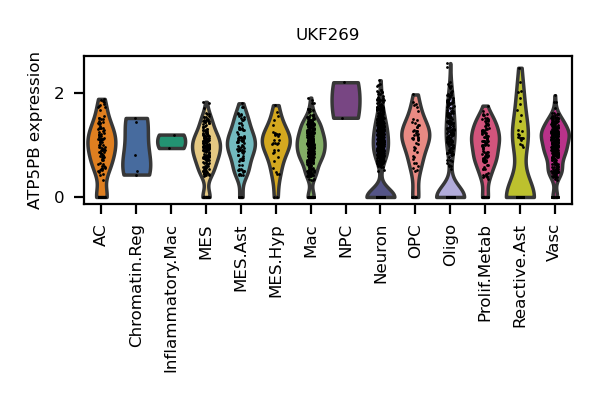 UKF269
ATP5PB expression
2
0
AC
Chromatin.Reg
Inflammatory.Mac
MES
MES.Ast
MES.Hyp
Mac
NPC
Neuron
OPC
Oligo
Prolif.Metab
Reactive.Ast
Vasc